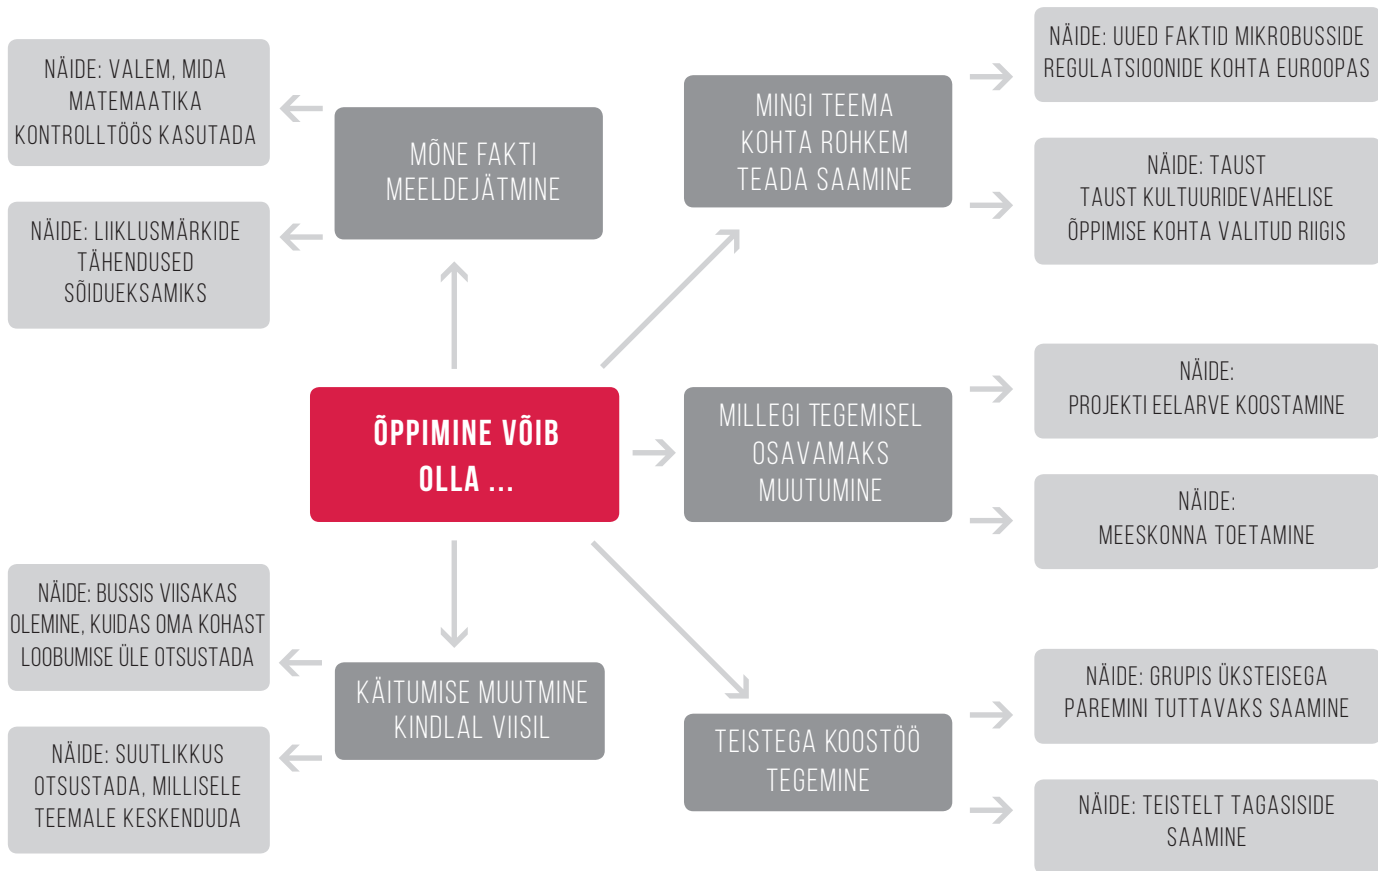 NÄIDE: VALEM, MIDA
MATEMAATIKA
KONTROLLTÖÖS KASUTADA
NÄIDE: LIIKLUSMÄRKIDE
TÄHENDUSED
SÕIDUEKSAMIKS
MÕNE FAKTI
MEELDEJÄTMINE
MINGI TEEMA
KOHTA ROHKEM
TEADA SAAMINE
NÄIDE: UUED FAKTID MIKROBUSSIDE
REGULATSIOONIDE KOHTA EUROOPAS
NÄIDE: TAUST
TAUST KULTUURIDEVAHELISE
ÕPPIMISE KOHTA VALITUD RIIGIS
ÕPPIMINE VÕIB
OLLA ...
MILLEGI TEGEMISEL
OSAVAMAKS
MUUTUMINE
NÄIDE:
PROJEKTI EELARVE KOOSTAMINE
NÄIDE:
MEESKONNA TOETAMINE
NÄIDE: BUSSIS VIISAKAS
OLEMINE, KUIDAS OMA KOHAST
LOOBUMISE ÜLE OTSUSTADA
NÄIDE: SUUTLIKKUS
OTSUSTADA, MILLISELE
TEEMALE KESKENDUDA
KÄITUMISE MUUTMINE
KINDLAL VIISIL
TEISTEGA KOOSTÖÖ
TEGEMINE
NÄIDE: GRUPIS ÜKSTEISEGA
PAREMINI TUTTAVAKS SAAMINE
NÄIDE: TEISTELT TAGASISIDE
SAAMINE